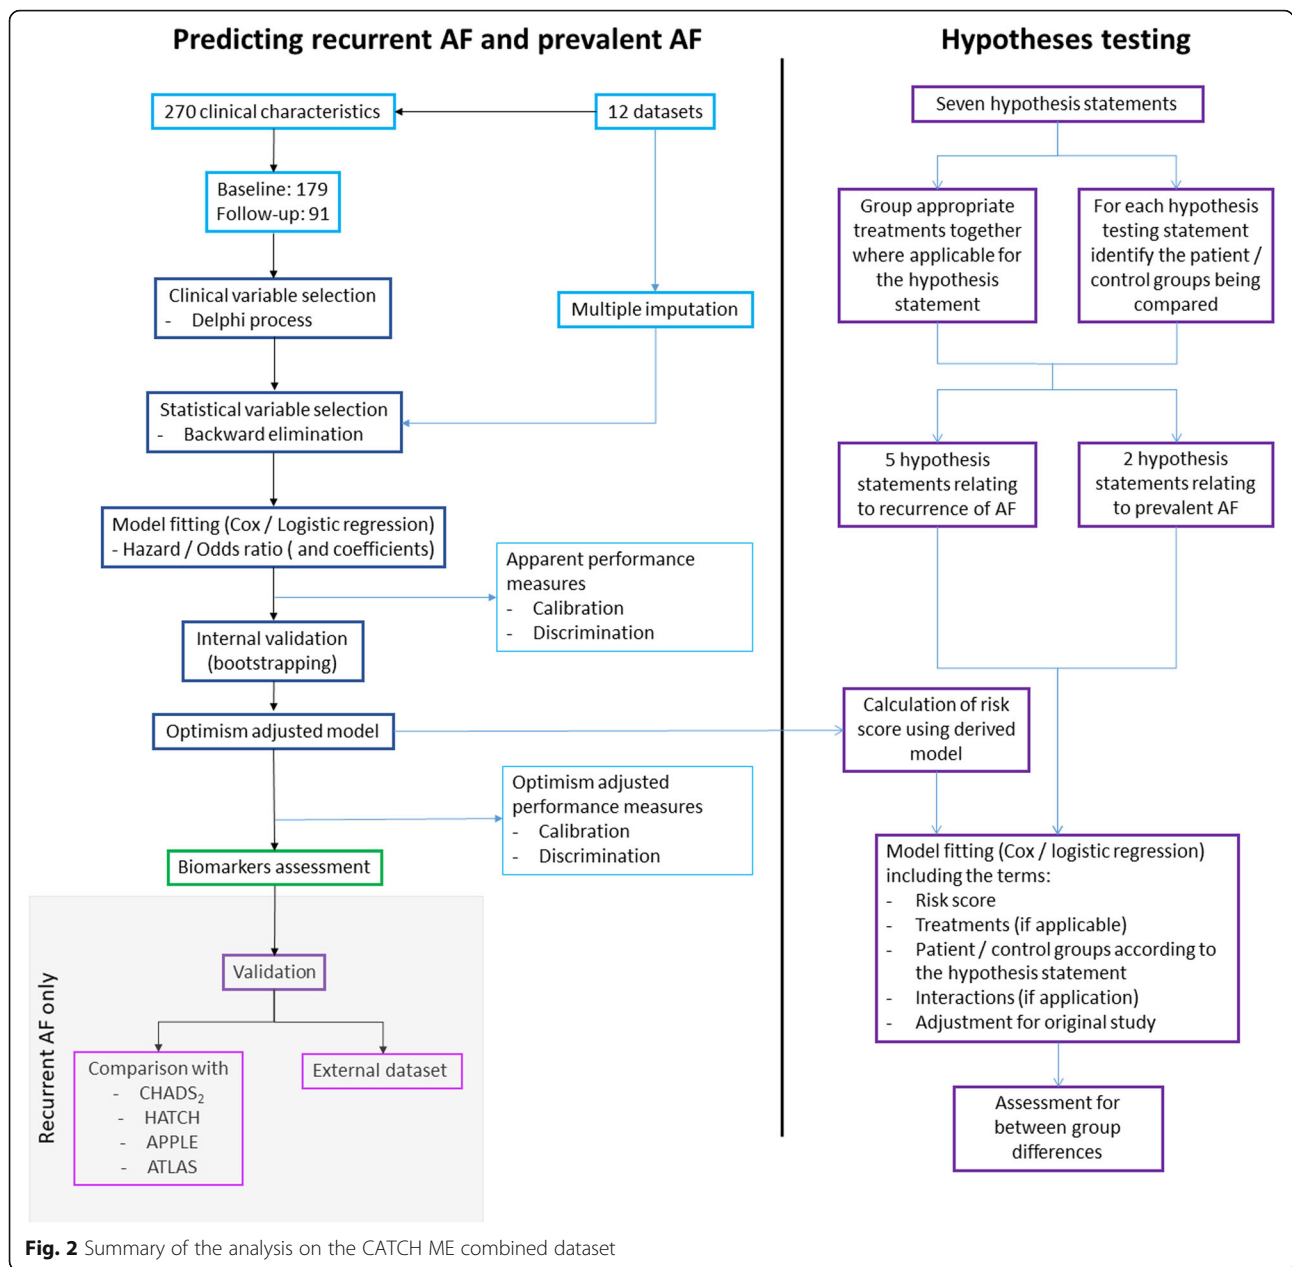 Predicting recurrent AF and prevalent AF
270 clinical characteristics
12 datasets
Baseline: 179
Follow-up: 91
Clinical variable selection
- Delphi process
Multiple imputation
Statistical variable selection
- Backward elimination
Model fitting (Cox / Logistic regression)
- Hazard / Odds ratio ( and coefficients)
Apparent performance
measures
- Calibration
- Discrimination
Internal validation
(bootstrapping)
Optimism adjusted model
Optimism adjusted
performance measures
- Calibration
- Discrimination
Biomarkers assessment
Recurrent AF only
Validation
Comparison with
- CHADS₂
- HATCH
- APPLE
- ATLAS
External dataset
Hypotheses testing
Seven hypothesis statements
Group appropriate
treatments together
where applicable for
the hypothesis
statement
For each hypothesis
testing statement
identify the patient /
control groups being
compared
5 hypothesis
statements relating
to recurrence of AF
2 hypothesis
statements relating
to prevalent AF
Calculation of risk
score using derived
model
Model fitting (Cox / logistic regression)
including the terms:
- Risk score
- Treatments (if applicable)
- Patient / control groups according to
the hypothesis statement
- Interactions (if application)
- Adjustment for original study
Assessment for
between group
differences
Fig. 2 Summary of the analysis on the CATCH ME combined dataset